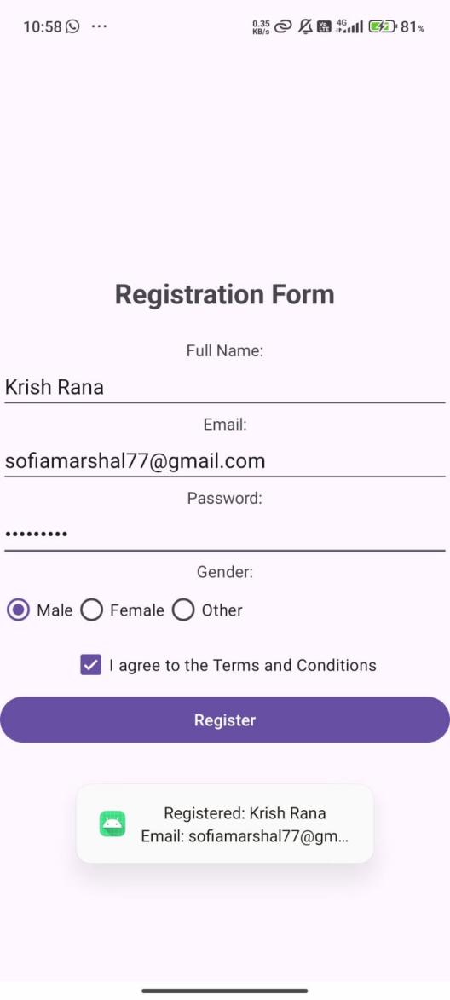 10:58 ... 0.35 KB/s Vo LTE 4G 81%
Registration Form
Full Name:
Krish Rana
Email:
sofiamarshal77@gmail.com
Password:
•••••••••
Gender:
Male Female Other
I agree to the Terms and Conditions
Register
Registered: Krish Rana
Email: sofiamarshal77@gm...